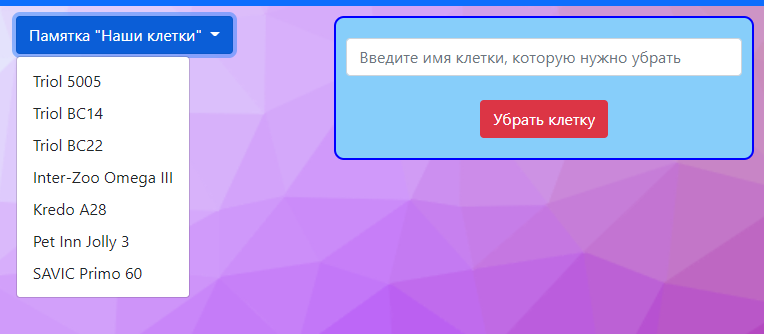 Памятка "Наши клетки"
Triol 5005
Triol BC14
Triol BC22
Inter-Zoo Omega III
Kredo A28
Pet Inn Jolly 3
SAVIC Primo 60
Введите имя клетки, которую нужно убрать
Убрать клетку